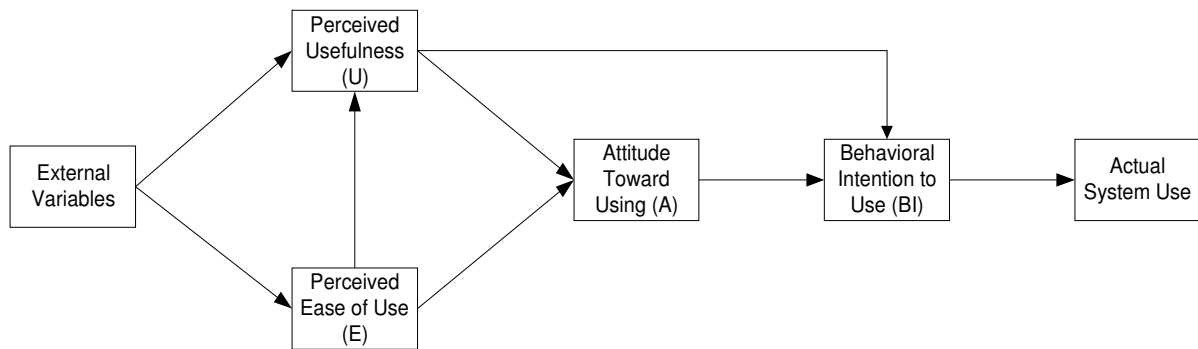 External
Variables
Perceived
Usefulness
(U)
Perceived
Ease of Use
(E)
Attitude
Toward
Using (A)
Behavioral
Intention to
Use (BI)
Actual
System Use